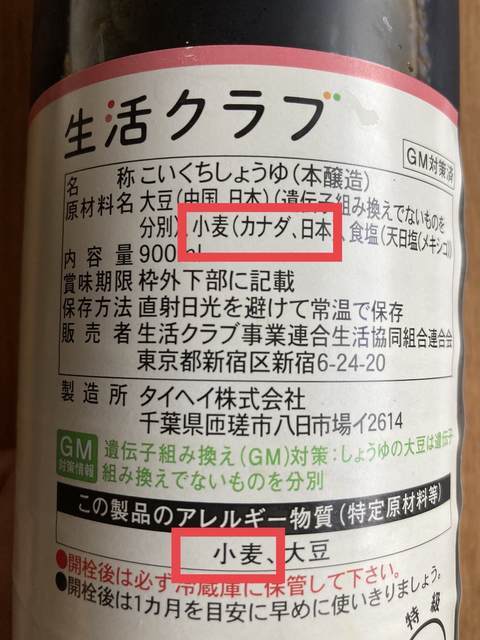 生活クラブ
GM対策済
名称 こいくちしょうゆ(本醸造)
原材料名 大豆(中国、日本)(遺伝子組み換えでないものを
分別)、小麦(カナダ、日本)、食塩(天日塩(メキシコ))
内容量 900ml
賞味期限 枠外下部に記載
保存方法 直射日光を避けて常温で保存
販売者 生活クラブ事業連合生活協同組合連合会
東京都新宿区新宿6-24-20
製造所 タイヘイ株式会社
千葉県匝瑳市八日市場イ2614
GM対策情報
遺伝子組み換え(GM)対策:しょうゆの大豆は遺伝子
組み換えでないものを分別
この製品のアレルギー物質(特定原材料等)
小麦、大豆
●開栓後は必ず冷蔵庫に保管して下さい。
●開栓後は1カ月を目安に早めに使いきりましょう。
特級